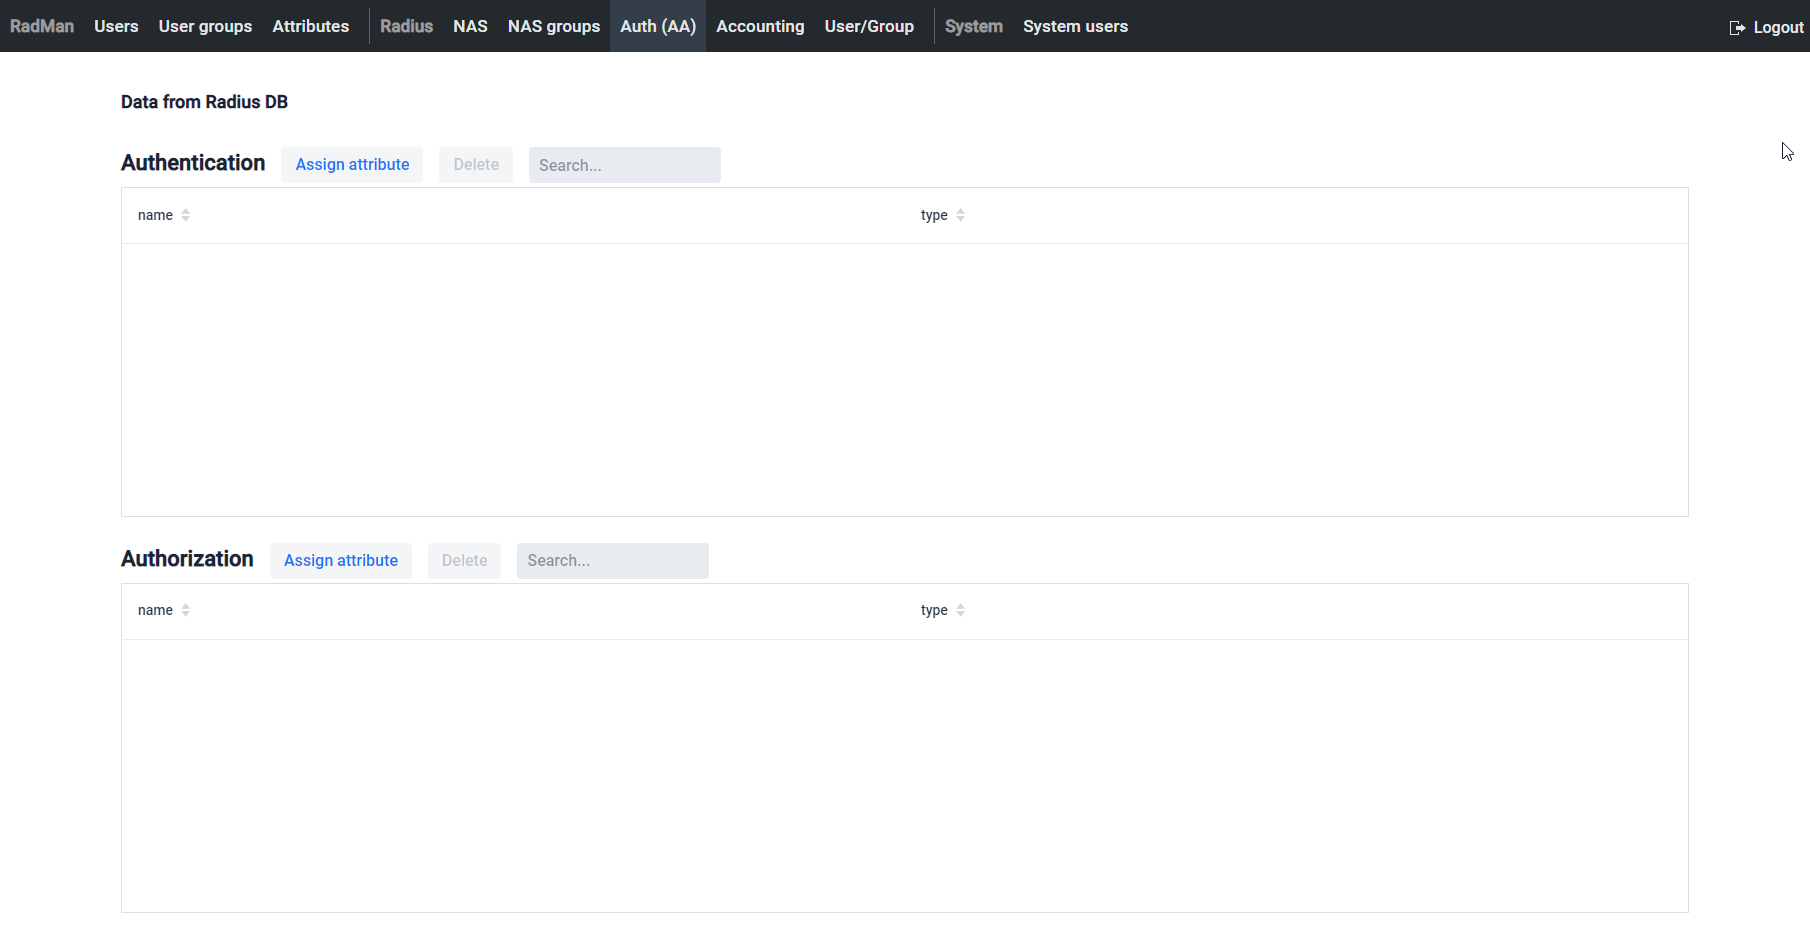 RadMan Users User groups Attributes Radius NAS NAS groups Auth (AA) Accounting User/Group System System users Logout
Data from Radius DB
Authentication Assign attribute Delete Search...
name type
Authorization Assign attribute Delete Search...
name type